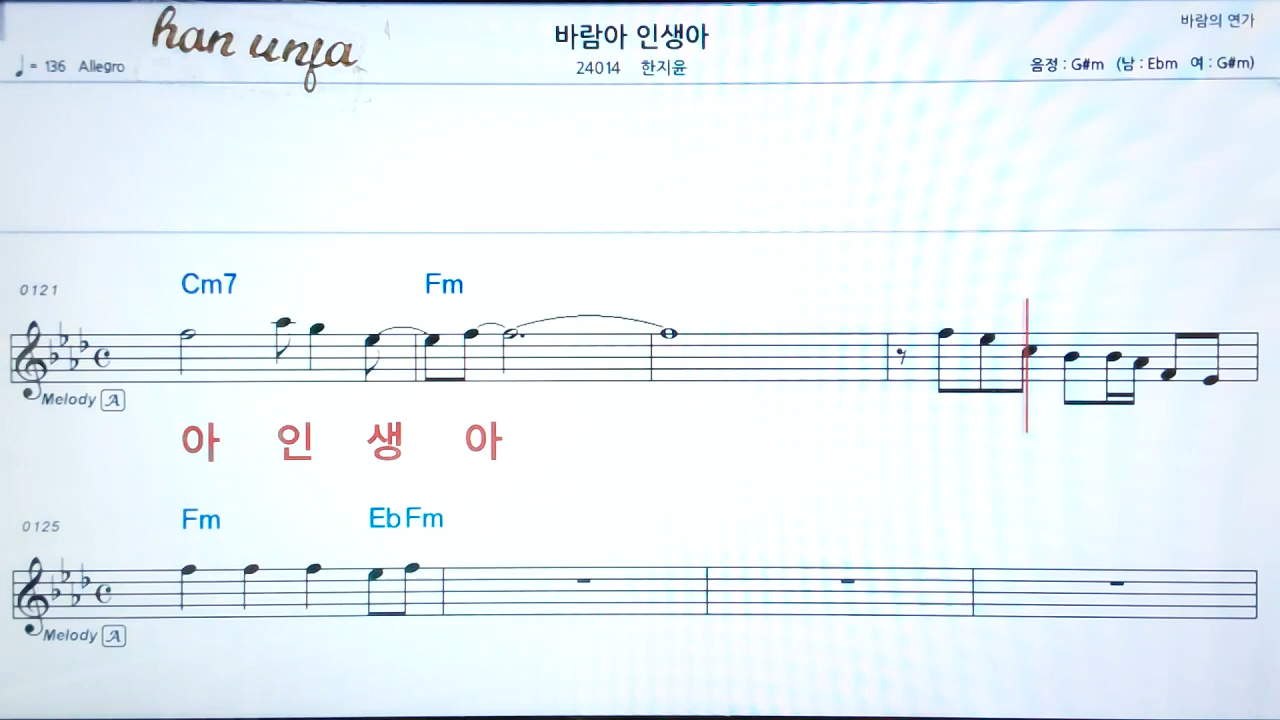 han unfa
바람아 인생아
바람의 연가
♩= 136 Allegro
24014 한지윤
음정 : G#m (남 : Ebm 여 : G#m)
0121
Cm7 Fm
Melody A
아 인 생 아
0125
Fm Eb Fm
Melody A